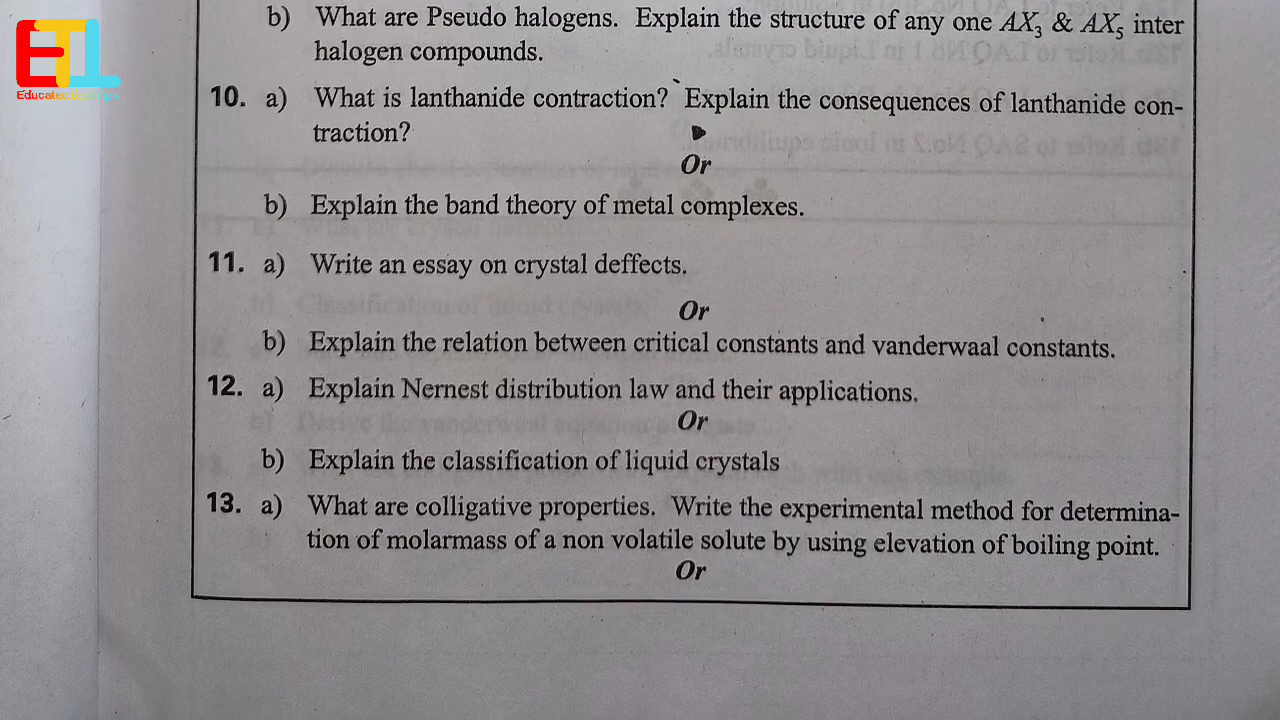 ETL
b) What are Pseudo halogens. Explain the structure of any one AX₃ & AX₅ inter
halogen compounds.
10. a) What is lanthanide contraction? Explain the consequences of lanthanide con-
traction?
Or
b) Explain the band theory of metal complexes.
11. a) Write an essay on crystal deffects.
Or
b) Explain the relation between critical constants and vanderwaal constants.
12. a) Explain Nernest distribution law and their applications.
Or
b) Explain the classification of liquid crystals
13. a) What are colligative properties. Write the experimental method for determina-
tion of molarmass of a non volatile solute by using elevation of boiling point.
Or